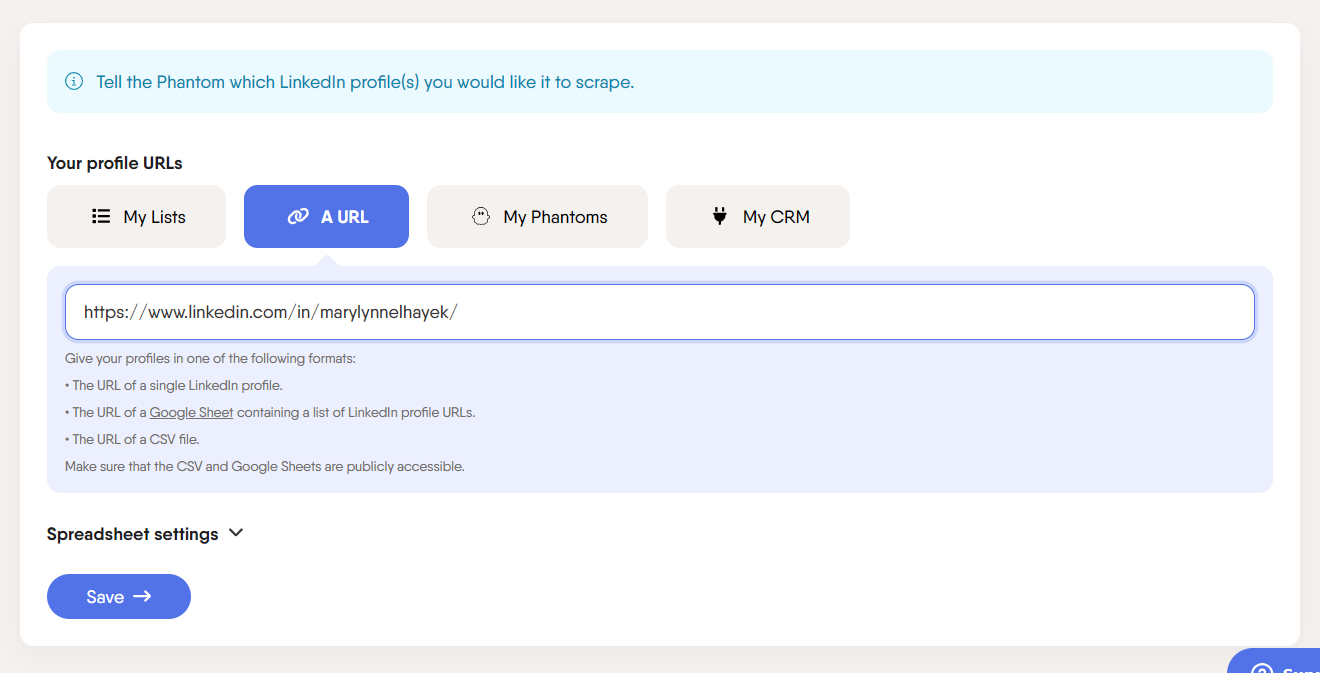 Tell the Phantom which LinkedIn profile(s) you would like it to scrape.
Your profile URLs
My Lists
A URL
My Phantoms
My CRM
https://www.linkedin.com/in/marylynnelhayek/
Give your profiles in one of the following formats:
• The URL of a single LinkedIn profile.
• The URL of a Google Sheet containing a list of LinkedIn profile URLs.
• The URL of a CSV file.
Make sure that the CSV and Google Sheets are publicly accessible.
Spreadsheet settings
Save →